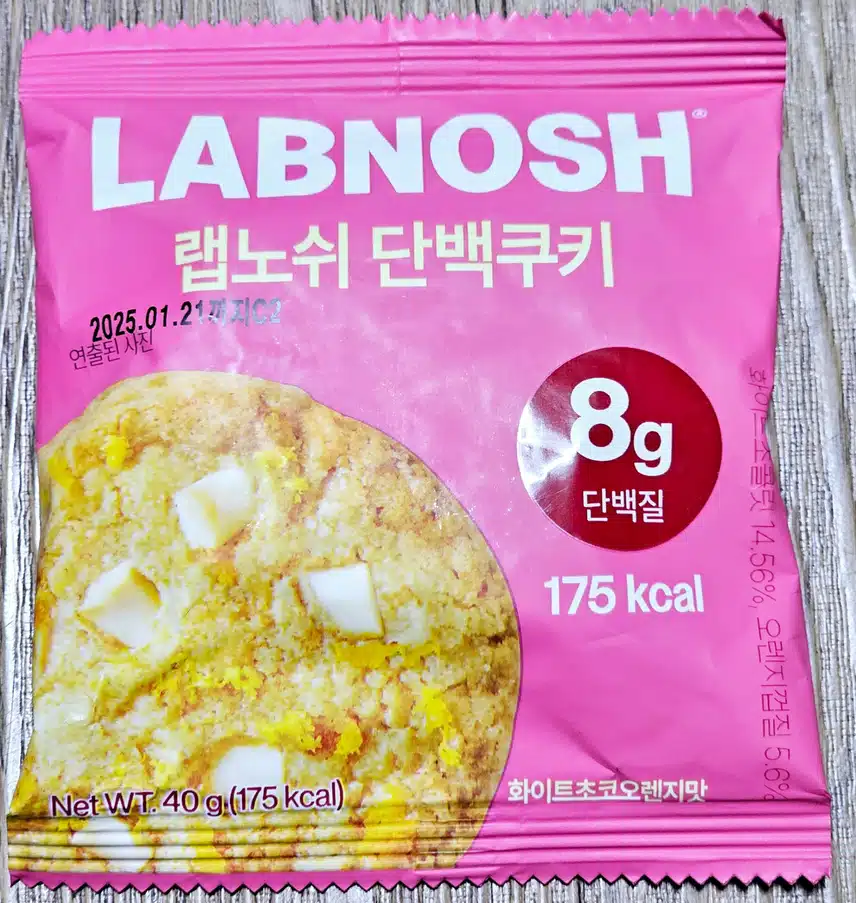 LABNOSH®
랩노쉬 단백쿠키
2025.01.21까지C2
연출된 사진
8g
단백질
175 kcal
화이트초콜릿 14.56%, 오렌지껍질 5.6%
Net WT. 40 g (175 kcal)
화이트초코오렌지맛